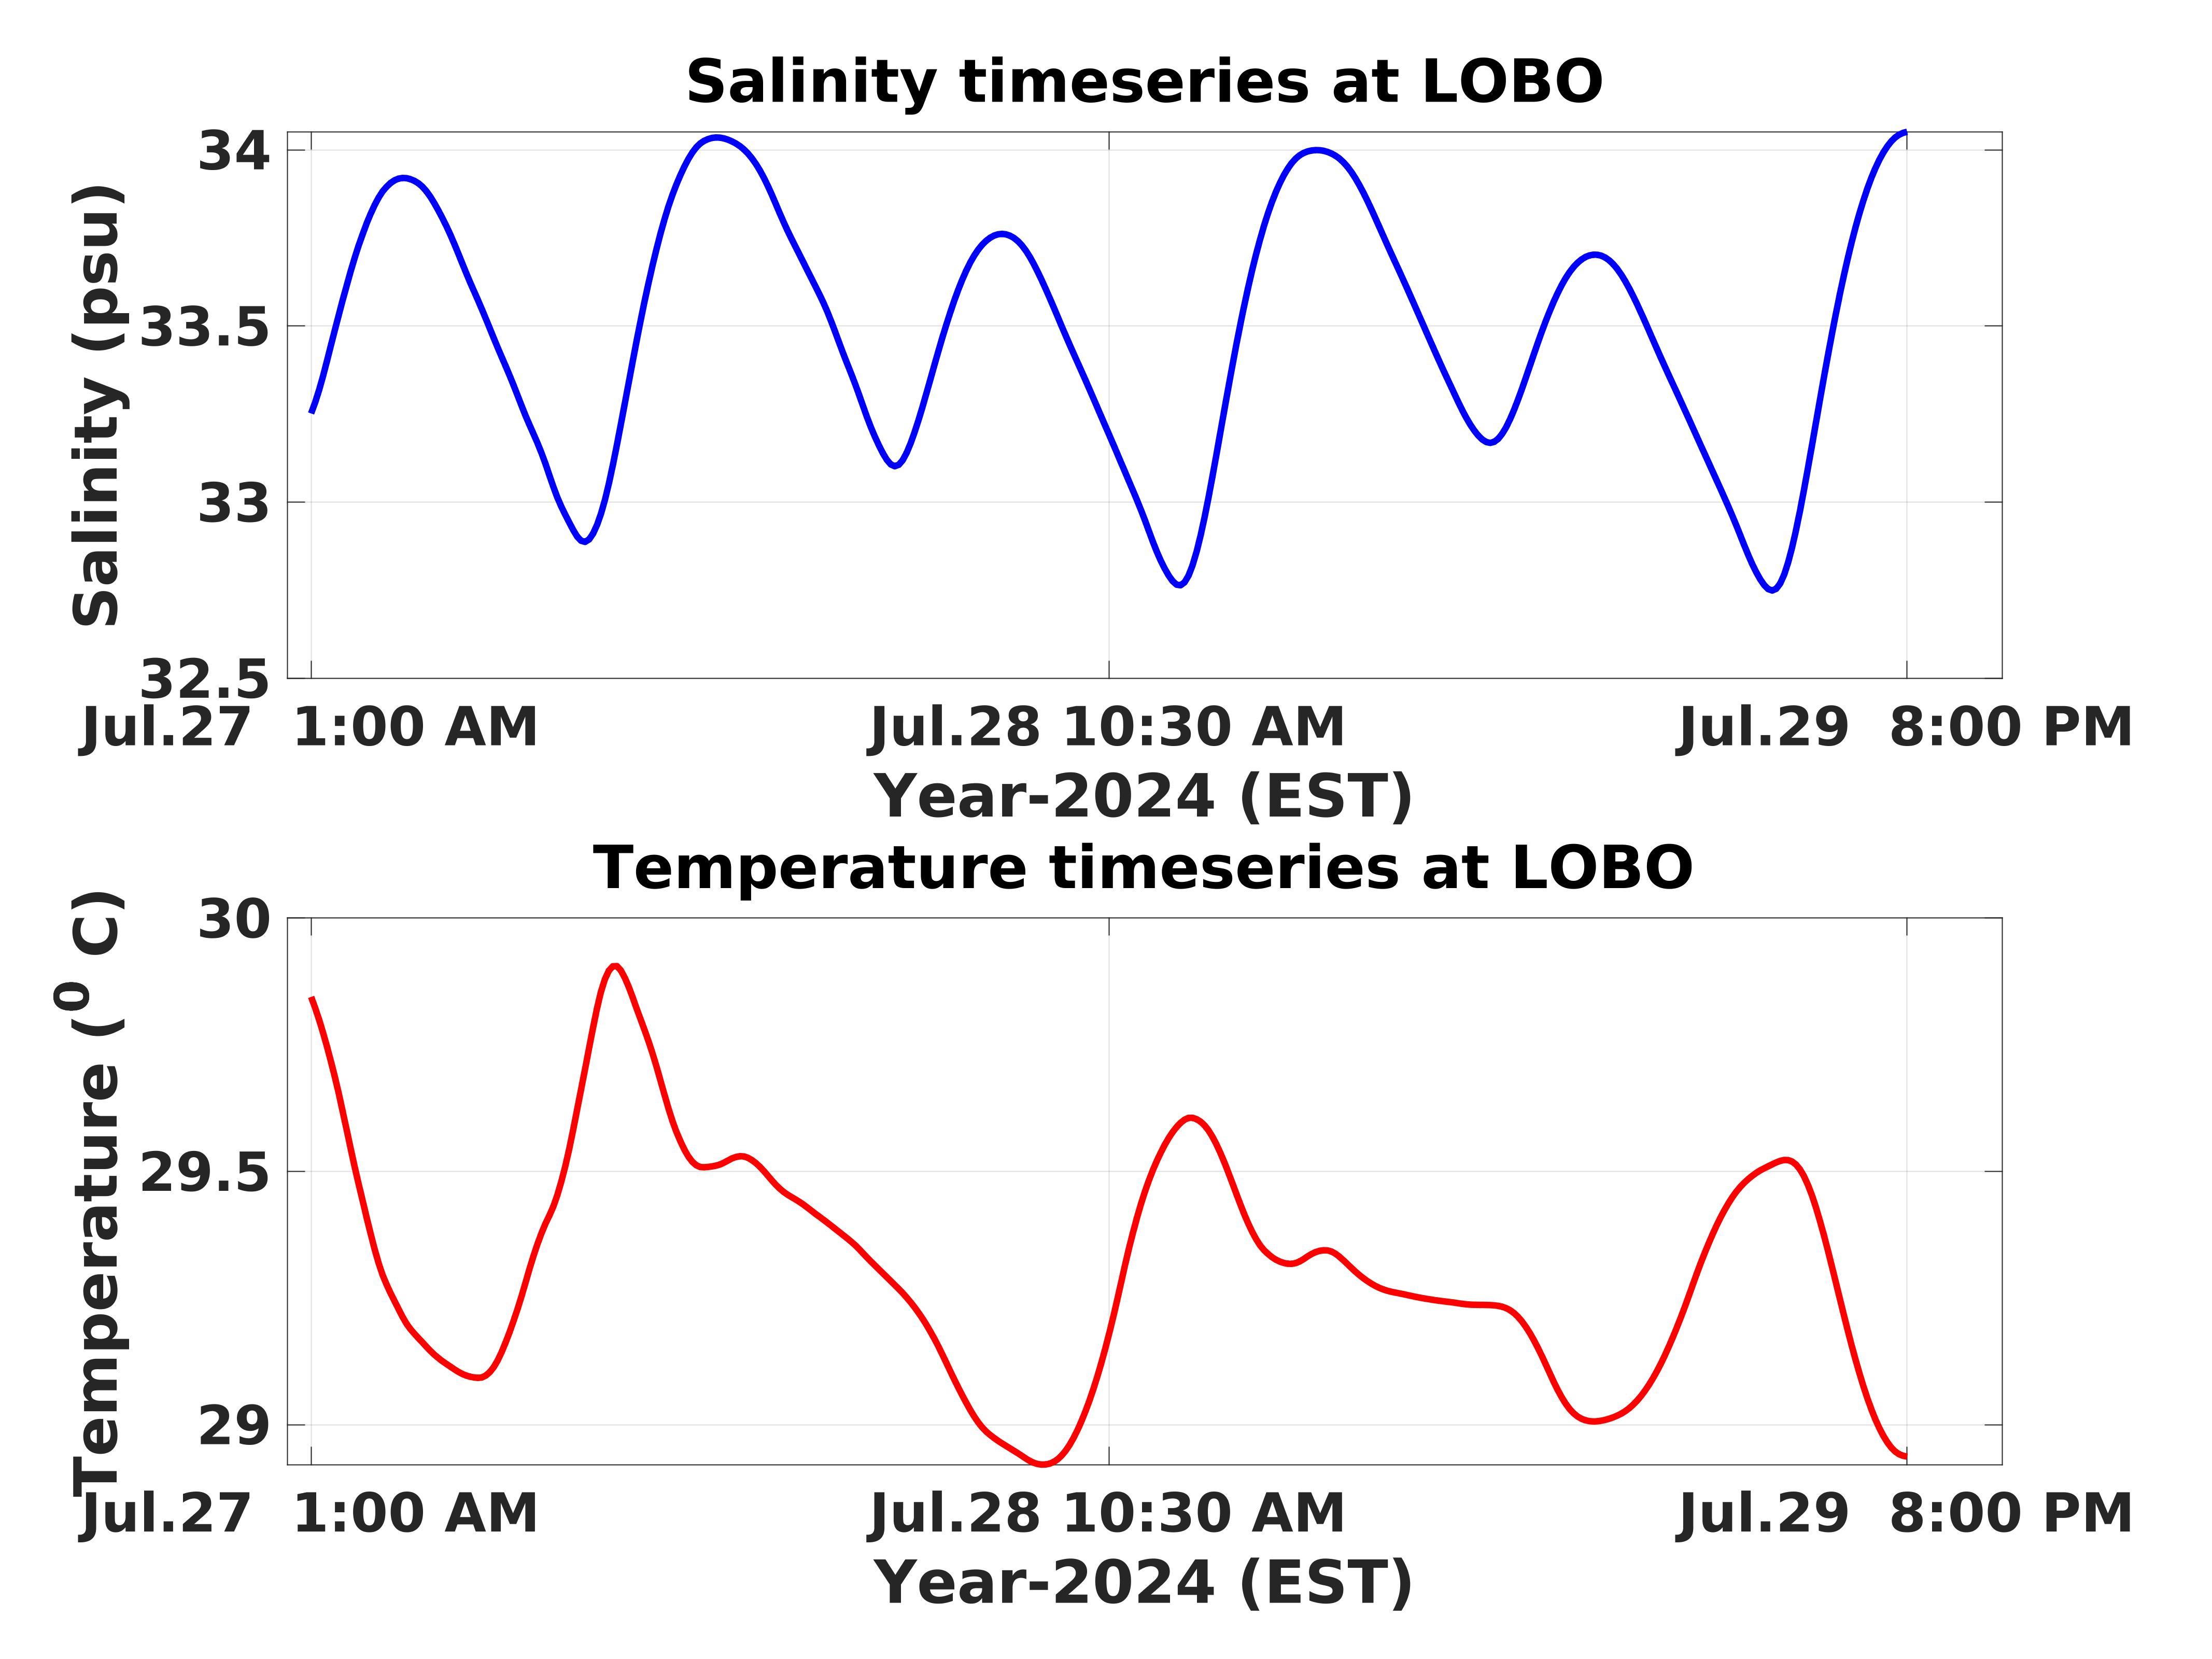 Salinity timeseries at LOBO
Salinity (psu)
34
33.5
33
32.5
Jul.27 1:00 AM
Jul.28 10:30 AM
Jul.29 8:00 PM
Year-2024 (EST)
Temperature timeseries at LOBO
Temperature (⁰ C)
30
29.5
29
Jul.27 1:00 AM
Jul.28 10:30 AM
Jul.29 8:00 PM
Year-2024 (EST)